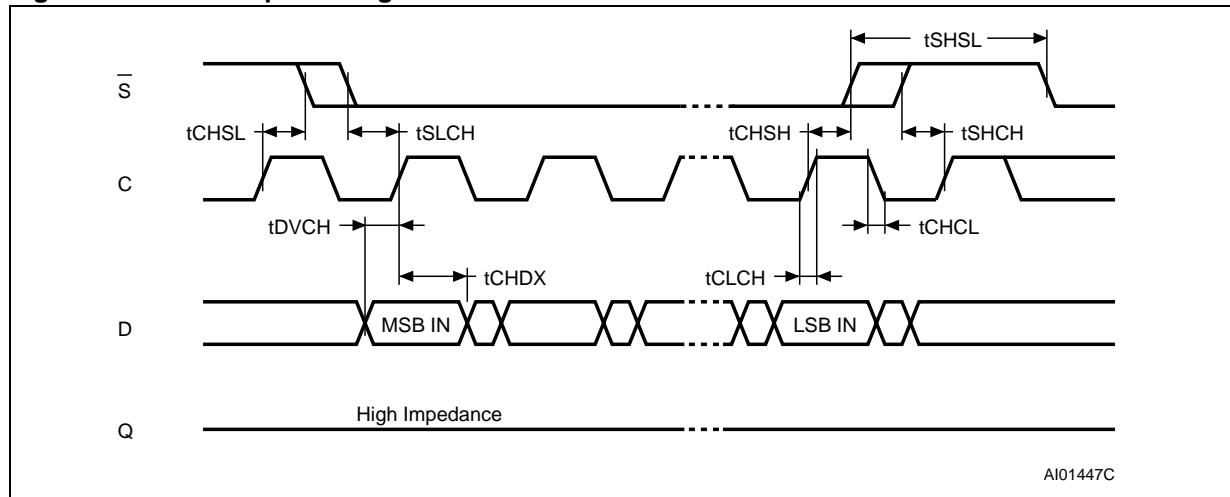 tSHSL
S
tCHSL
tSLCH
tCHSH
tSHCH
C
tDVCH
tCHCL
tCHDX
tCLCH
D
MSB IN
LSB IN
High Impedance
Q
AI01447C